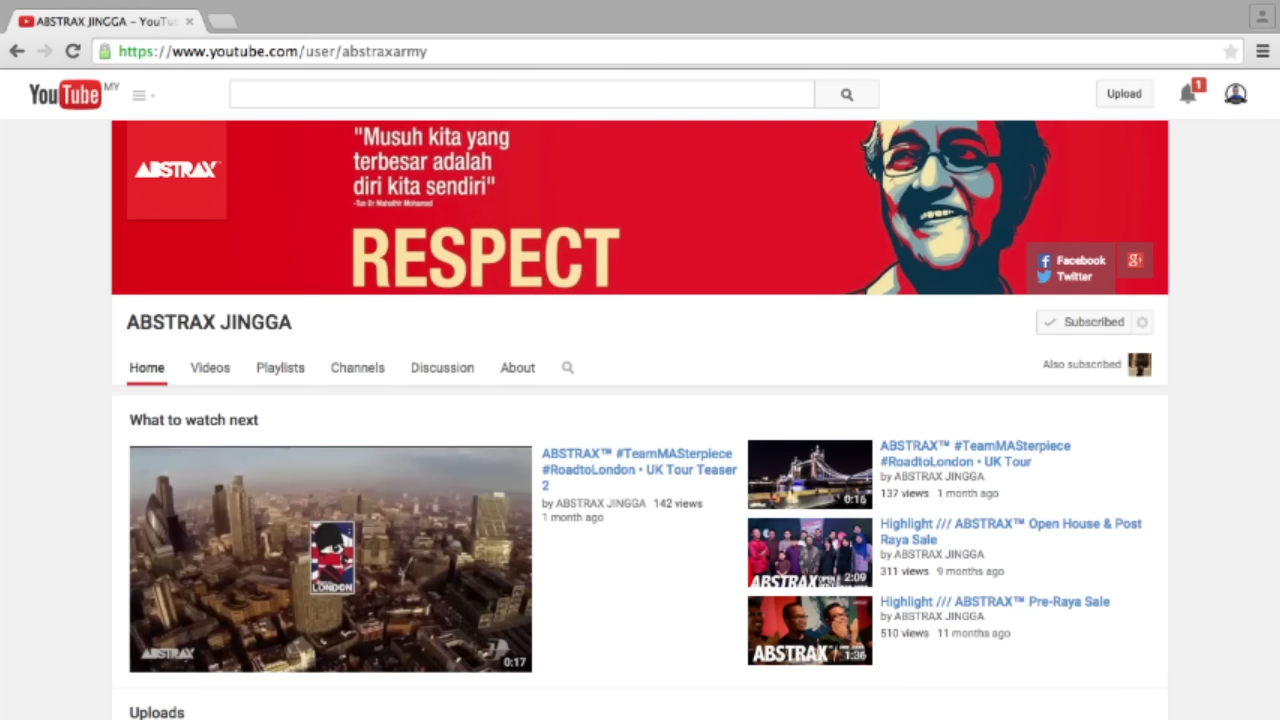 ABSTRAX JINGGA – YouTu
https://www.youtube.com/user/abstraxarmy
YouTube MY
Upload
1
ABSTRAX™
"Musuh kita yang
terbesar adalah
diri kita sendiri"
-Tun Dr Mahathir Mohamad
RESPECT
Facebook
Twitter
g+
ABSTRAX JINGGA
Subscribed
Home Videos Playlists Channels Discussion About
Also subscribed
What to watch next
LONDON
ABSTRAX
0:17
ABSTRAX™ #TeamMASterpiece
#RoadtoLondon • UK Tour Teaser
2
by ABSTRAX JINGGA 142 views
1 month ago
0:16
ABSTRAX™ #TeamMASterpiece
#RoadtoLondon • UK Tour
by ABSTRAX JINGGA
137 views 1 month ago
ABSTRAX
2:09
Highlight /// ABSTRAX™ Open House & Post
Raya Sale
by ABSTRAX JINGGA
311 views 9 months ago
ABSTRAX
1:36
Highlight /// ABSTRAX™ Pre-Raya Sale
by ABSTRAX JINGGA
510 views 11 months ago
Uploads